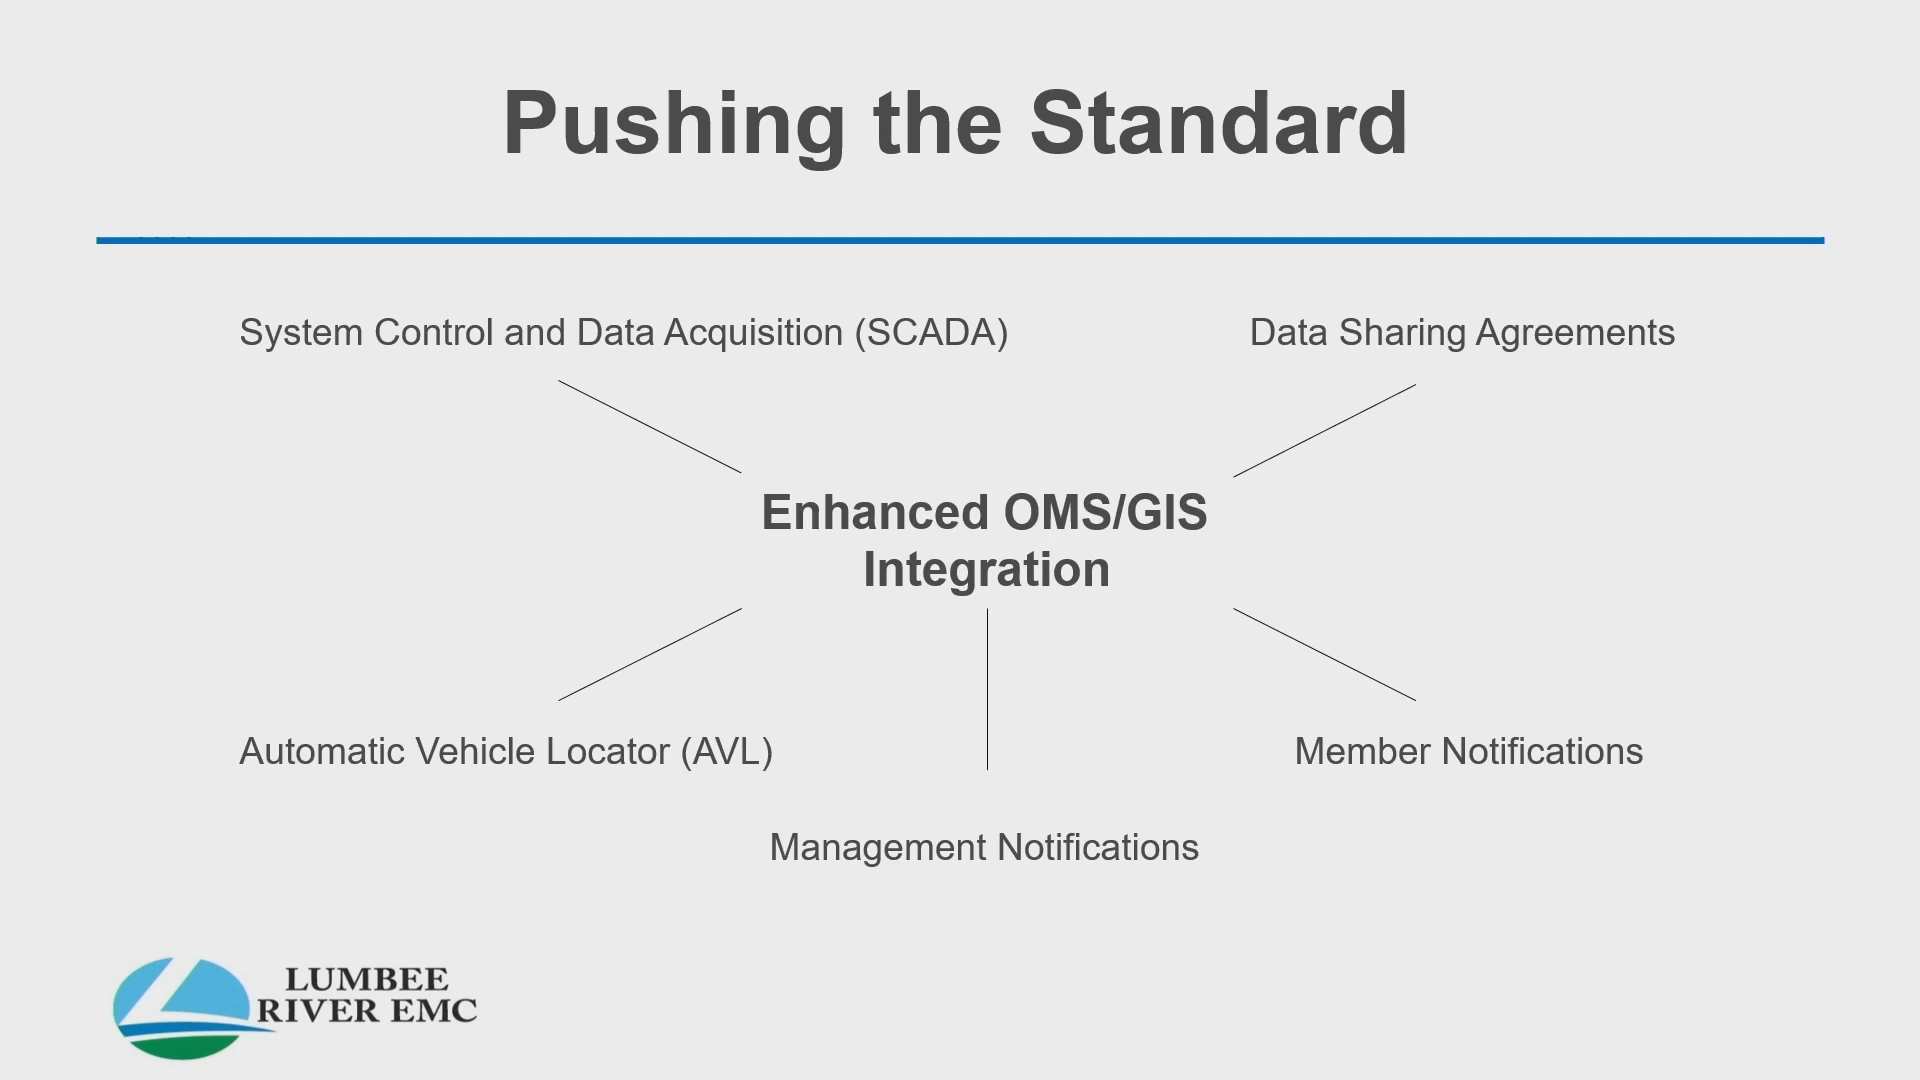 Pushing the Standard
System Control and Data Acquisition (SCADA)
Data Sharing Agreements
Enhanced OMS/GIS
Integration
Automatic Vehicle Locator (AVL)
Member Notifications
Management Notifications
LUMBEE
RIVER EMC